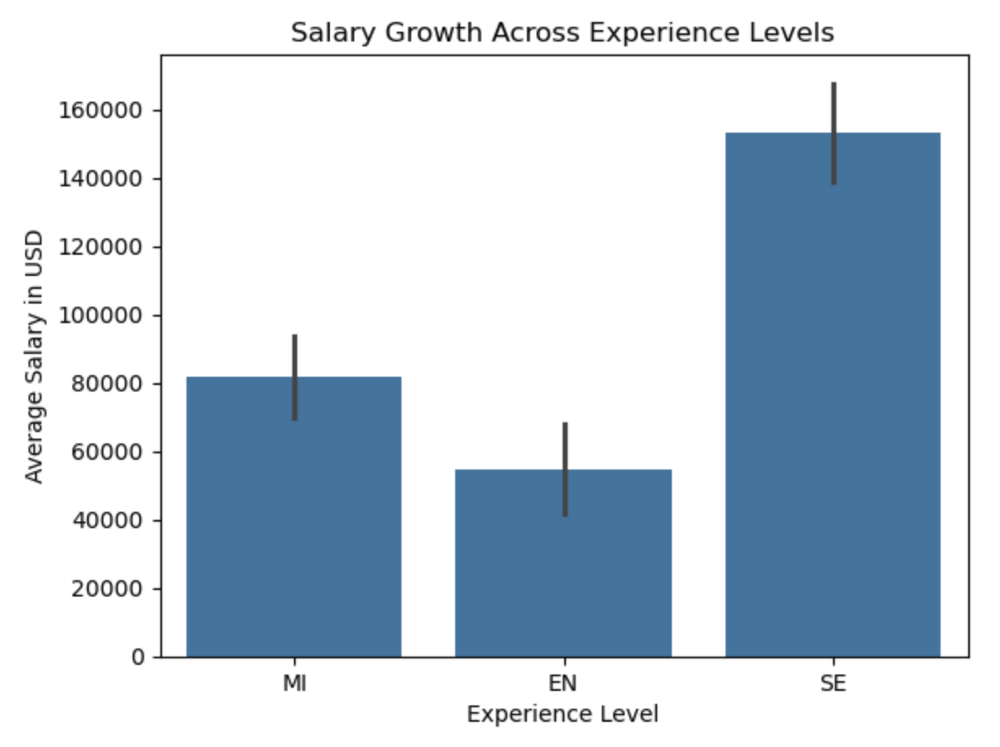 Salary Growth Across Experience Levels
160000
140000
120000
100000
80000
60000
40000
20000
0
Average Salary in USD
MI EN SE
Experience Level